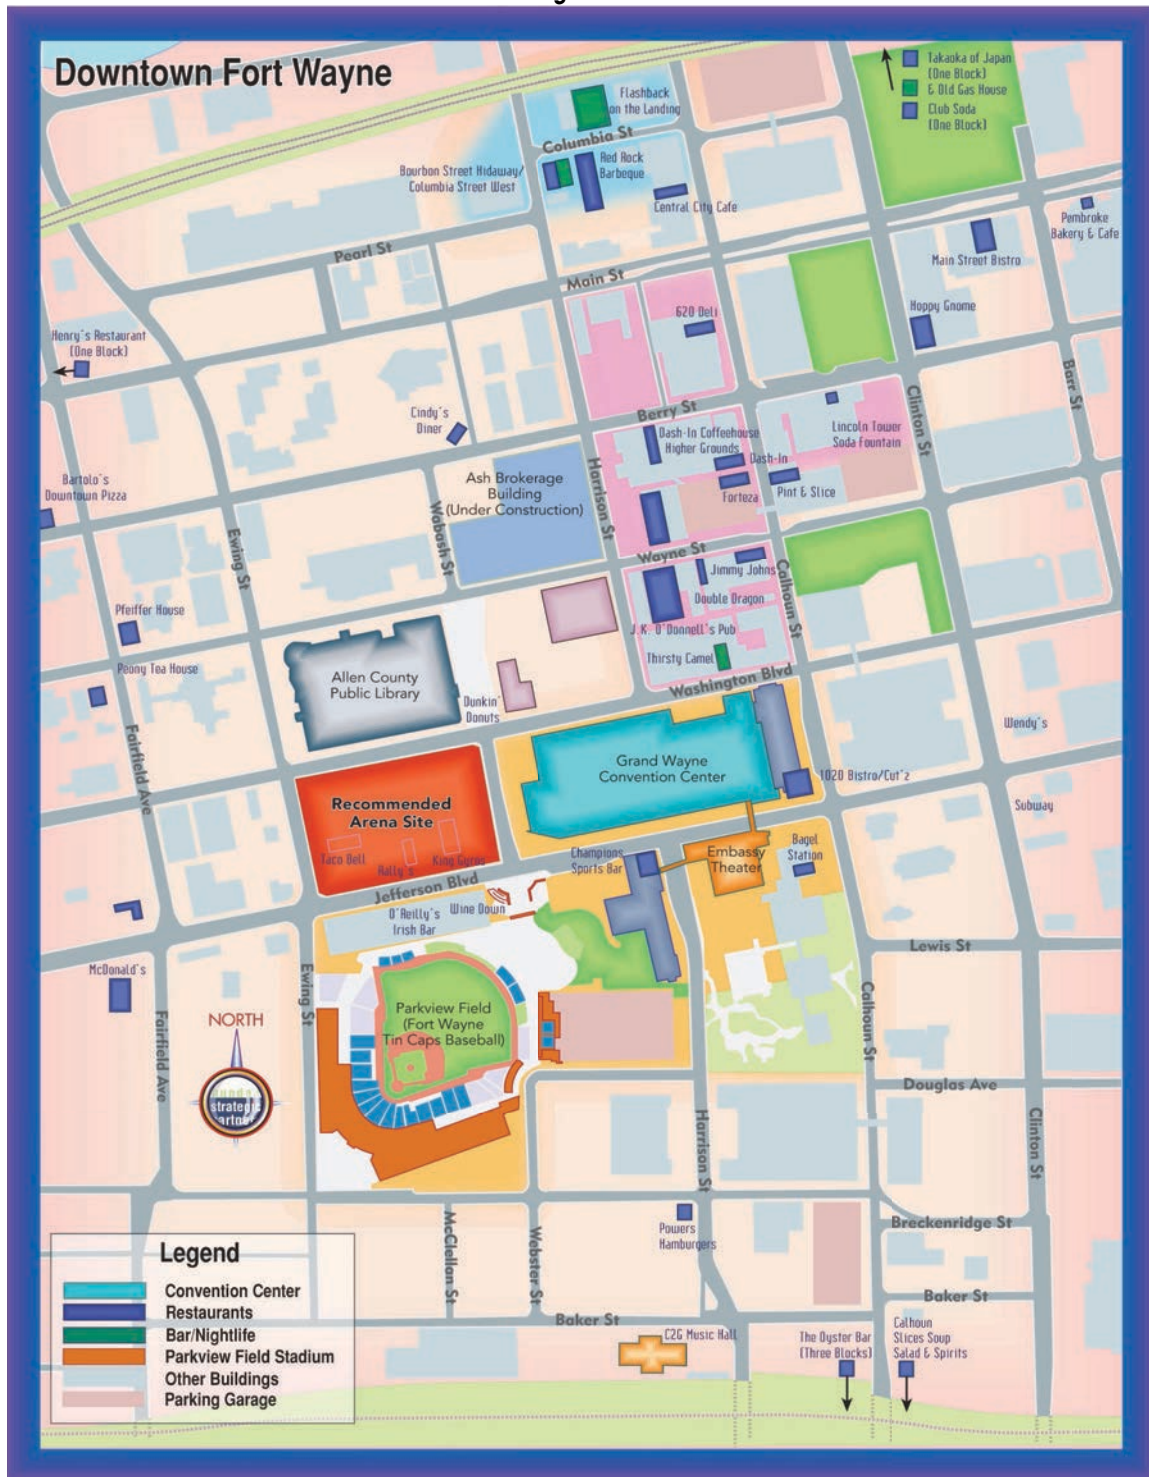 Downtown Fort Wayne
Takaoka of Japan
(One Block)
& Old Gas House
Club Soda
(One Block)
Flashback
on the Landing
Columbia St
Bourbon Street Hidaway/
Columbia Street West
Red Rock
Barbeque
Central City Cafe
Pembroke
Bakery & Cafe
Main Street Bistro
Pearl St
Main St
Hoppy Gnome
620 Deli
Henry's Restaurant
(One Block)
Barr St
Clinton St
Berry St
Cindy's
Diner
Lincoln Tower
Soda Fountain
Dash-In Coffeehouse
Higher Grounds
Dash-In
Forteza
Pint & Slice
Ash Brokerage
Building
(Under Construction)
Harrison St
Bartolo's
Downtown Pizza
Wabash St
Ewing St
Wayne St
Jimmy Johns
Calhoun St
Double Dragon
J.K. O'Donnell's Pub
Thirsty Camel
Washington Blvd
Pfeiffer House
Peony Tea House
Allen County
Public Library
Dunkin'
Donuts
Fairfield Ave
Wendy's
Grand Wayne
Convention Center
1020 Bistro/Cut'z
Subway
Recommended
Arena Site
Taco Bell
Rally's
King Gyros
Champions
Sports Bar
Embassy
Theater
Bagel
Station
Jefferson Blvd
O'Reilly's
Irish Bar
Wine Down
Lewis St
McDonald's
Ewing St
Parkview Field
(Fort Wayne
Tin Caps Baseball)
Calhoun St
NORTH
Fairfield Ave
strategic
Douglas Ave
Harrison St
Clinton St
Powers
Hamburgers
Breckenridge St
McClellan St
Webster St
Baker St
Baker St
C2G Music Hall
The Oyster Bar
(Three Blocks)
Calhoun
Slices Soup
Salad & Spirits
Legend
Convention Center
Restaurants
Bar/Nightlife
Parkview Field Stadium
Other Buildings
Parking Garage